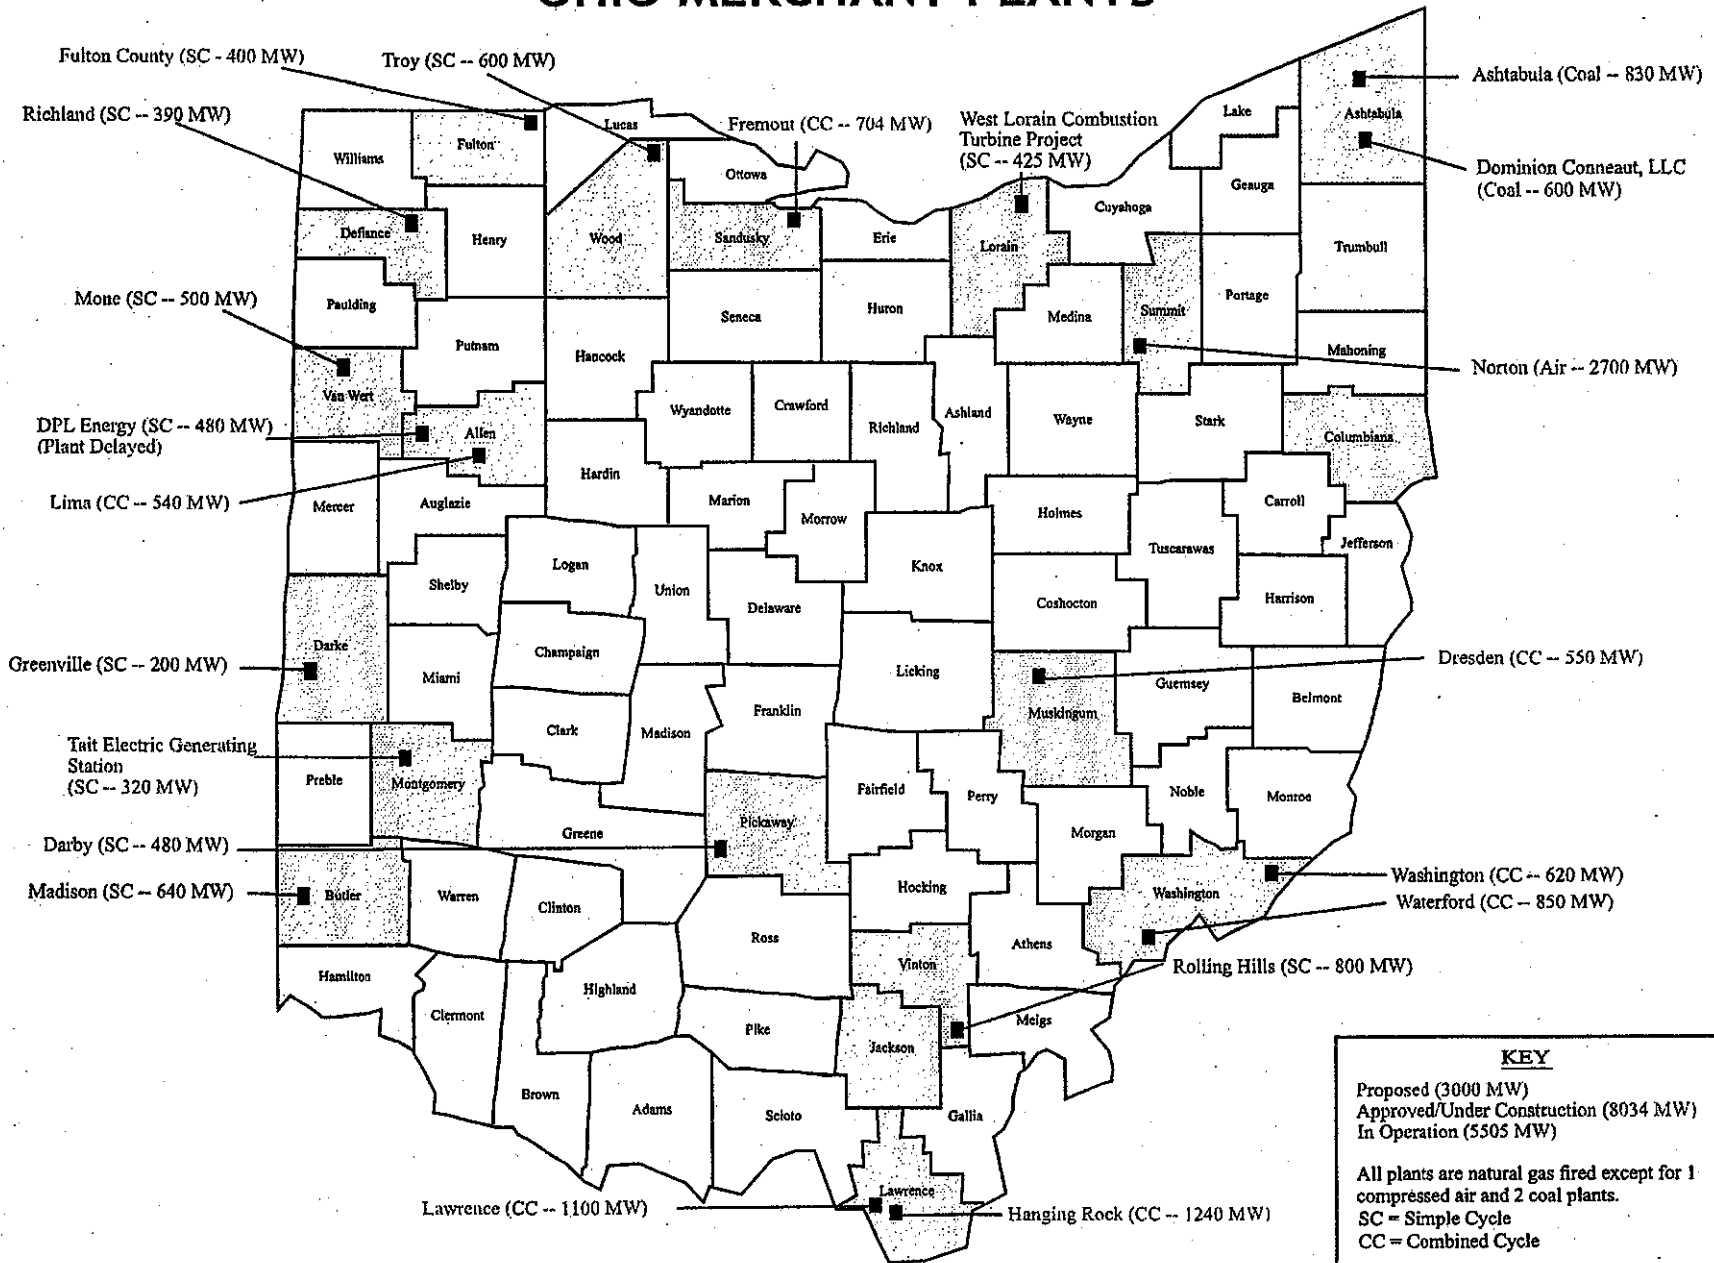 OHIO MERCHANT PLANTS
Fulton County (SC - 400 MW)
Troy (SC -- 600 MW)
Richland (SC -- 390 MW)
Fremont (CC -- 704 MW)
West Lorain Combustion
Turbine Project
(SC -- 425 MW)
Ashtabula (Coal -- 830 MW)
Dominion Conneaut, LLC
(Coal -- 600 MW)
Mone (SC -- 500 MW)
Norton (Air -- 2700 MW)
DPL Energy (SC -- 480 MW)
(Plant Delayed)
Lima (CC -- 540 MW)
Greenville (SC -- 200 MW)
Dresden (CC -- 550 MW)
Tait Electric Generating
Station
(SC -- 320 MW)
Darby (SC -- 480 MW)
Madison (SC -- 640 MW)
Washington (CC -- 620 MW)
Waterford (CC -- 850 MW)
Rolling Hills (SC -- 800 MW)
Lawrence (CC -- 1100 MW)
Hanging Rock (CC -- 1240 MW)
Williams
Fulton
Lucas
Ottowa
Lake
Ashtabula
Geauga
Cuyahoga
Defiance
Henry
Wood
Sandusky
Erie
Lorain
Trumbull
Paulding
Seneca
Huron
Medina
Summit
Portage
Putnam
Hancock
Mahoning
Van Wert
Allen
Wyandotte
Crawford
Richland
Ashland
Wayne
Stark
Columbiana
Mercer
Auglazie
Hardin
Marion
Morrow
Holmes
Carroll
Tuscarawas
Jefferson
Shelby
Logan
Union
Delaware
Knox
Coshocton
Harrison
Darke
Miami
Champaign
Licking
Muskingum
Guemsey
Belmont
Clark
Madison
Franklin
Preble
Montgomery
Greene
Pickaway
Fairfield
Perry
Noble
Monroe
Morgan
Butler
Warren
Clinton
Ross
Hocking
Washington
Athens
Hamilton
Clermont
Highland
Vinton
Pike
Jackson
Meigs
Brown
Adams
Scioto
Gallia
Lawrence
KEY
Proposed (3000 MW)
Approved/Under Construction (8034 MW)
In Operation (5505 MW)
All plants are natural gas fired except for 1
compressed air and 2 coal plants.
SC = Simple Cycle
CC = Combined Cycle